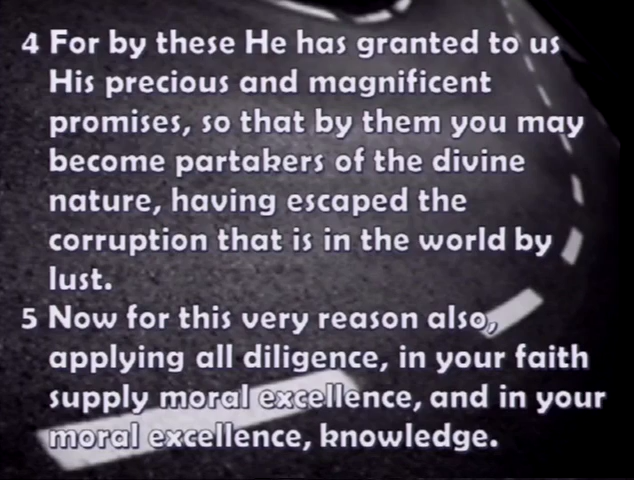 4 For by these He has granted to us
His precious and magnificent
promises, so that by them you may
become partakers of the divine
nature, having escaped the
corruption that is in the world by
lust.
5 Now for this very reason also,
applying all diligence, in your faith
supply moral excellence, and in your
moral excellence, knowledge.